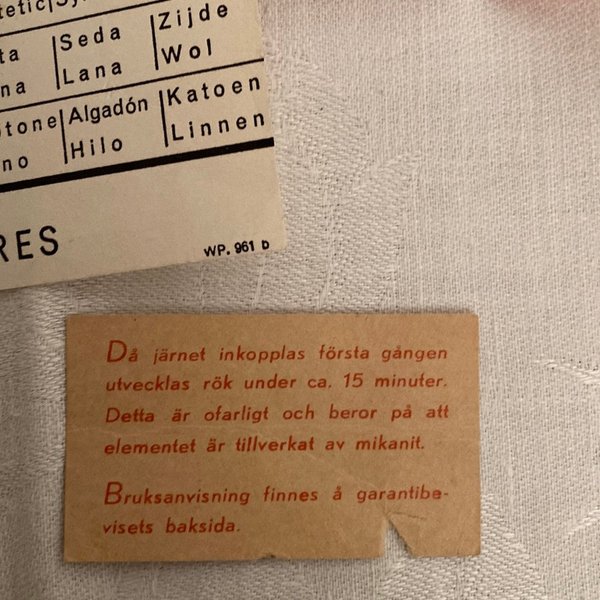 Seda
Zijde
Lana
Wol
Algadón
Katoen
Hilo
Linnen
WP. 961 b
Då järnet inkopplas första gången
utvecklas rök under ca. 15 minuter.
Detta är ofarligt och beror på att
elementet är tillverkat av mikanit.
Bruksanvisning finnes å garantibe-
visets baksida.